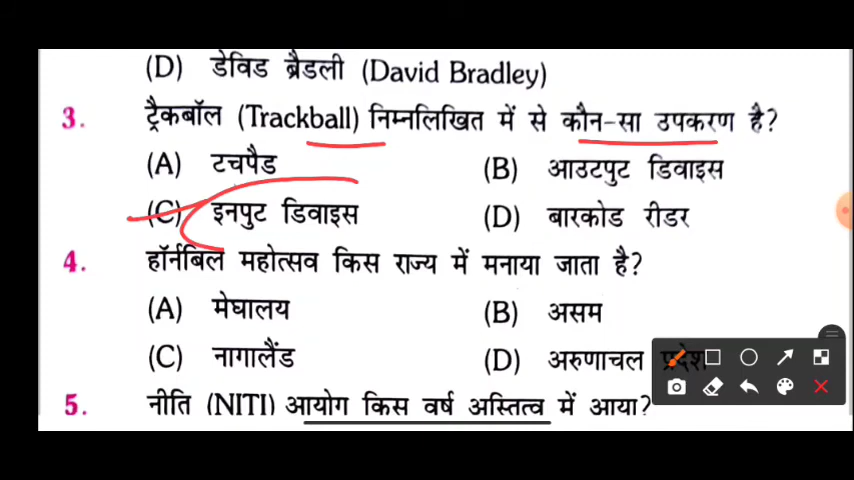 (D) डेविड ब्रैडली (David Bradley)
3. ट्रैकबॉल (Trackball) निम्नलिखित में से कौन-सा उपकरण है?
(A) टचपैड (B) आउटपुट डिवाइस
(C) इनपुट डिवाइस (D) बारकोड रीडर
4. हॉर्नबिल महोत्सव किस राज्य में मनाया जाता है?
(A) मेघालय (B) असम
(C) नागालैंड (D) अरुणाचल प्रदेश
5. नीति (NITI) आयोग किस वर्ष अस्तित्व में आया?